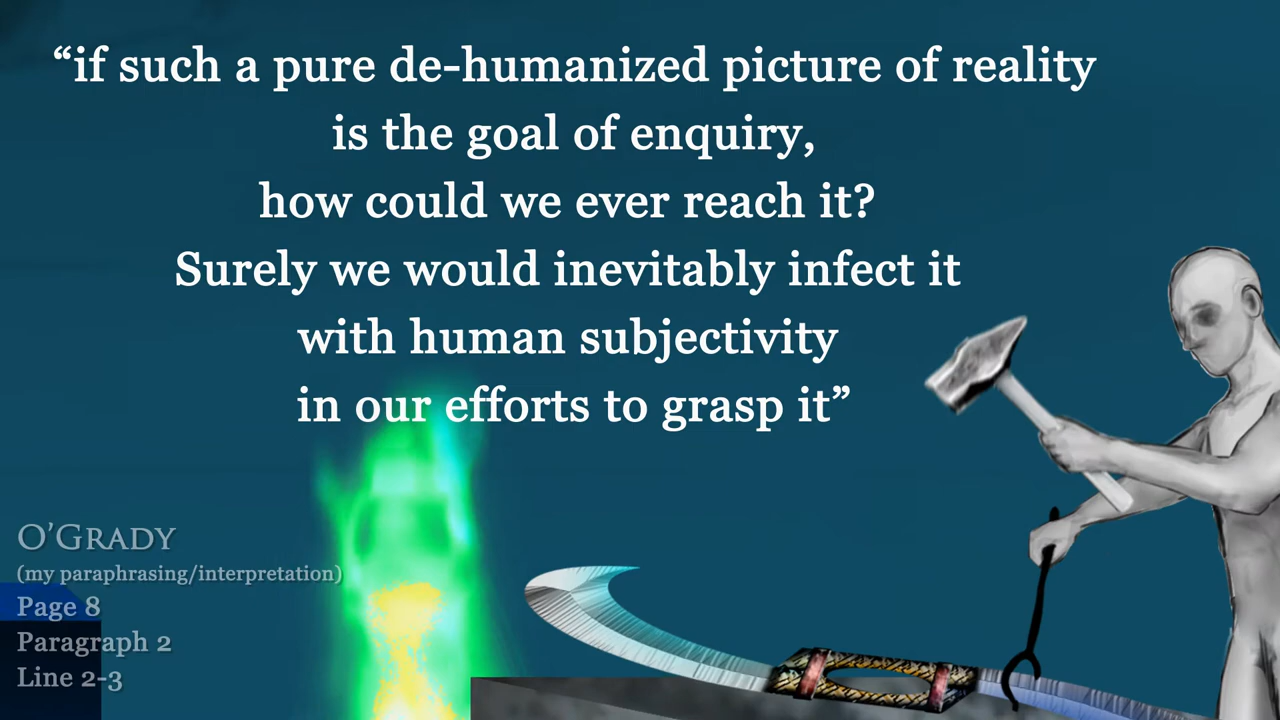 “if such a pure de-humanized picture of reality
is the goal of enquiry,
how could we ever reach it?
Surely we would inevitably infect it
with human subjectivity
in our efforts to grasp it”
O’Grady
(my paraphrasing/interpretation)
Page 8
Paragraph 2
Line 2-3